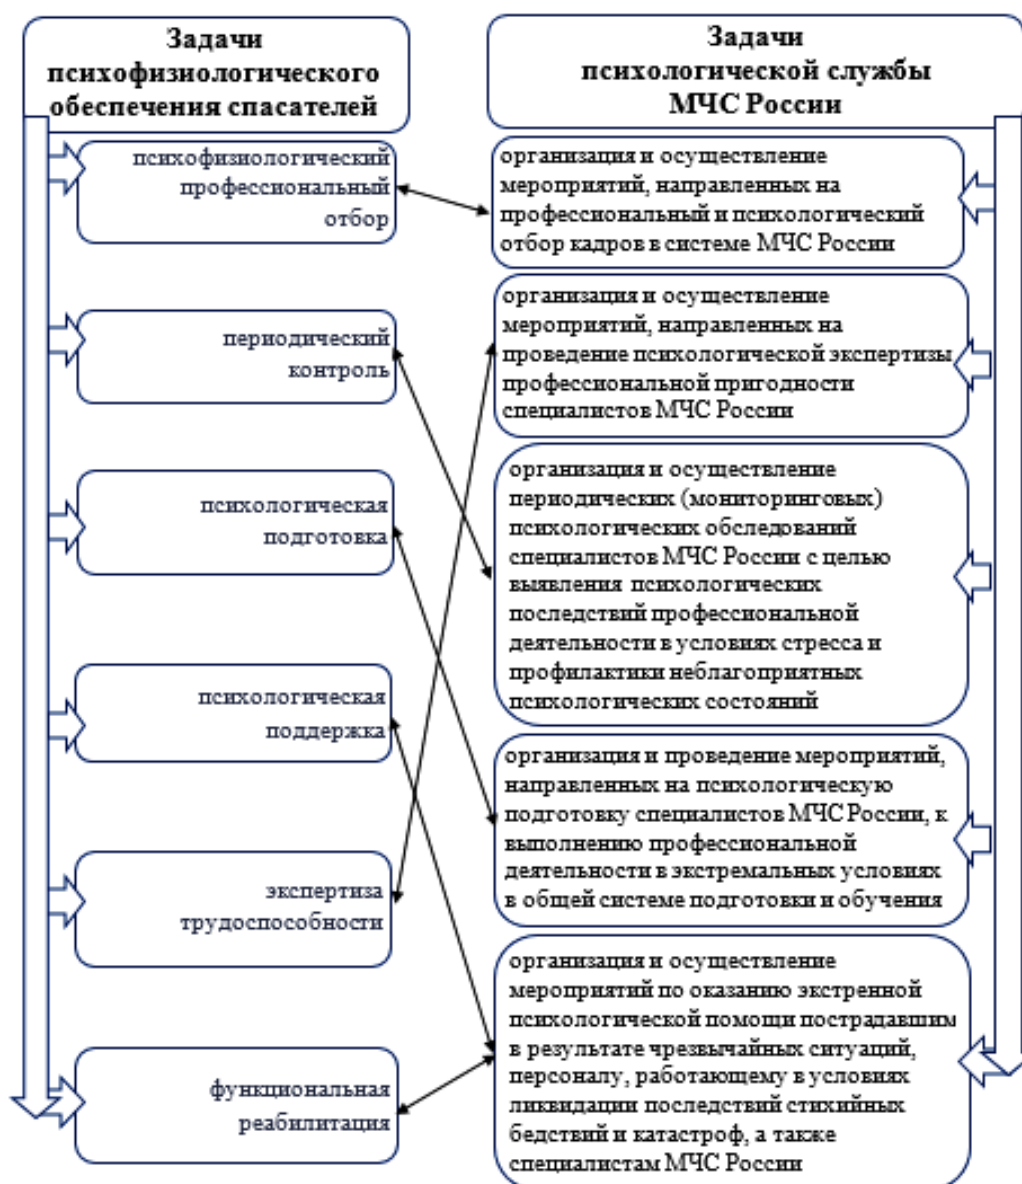 Задачи
психофизиологического
обеспечения спасателей
психофизиологический
профессиональный
отбор
периодический
контроль
психологическая
подготовка
психологическая
поддержка
экспертиза
трудоспособности
функциональная
реабилитация
Задачи
психологической службы
МЧС России
организация и осуществление
мероприятий, направленных на
профессиональный и психологический
отбор кадров в системе МЧС России
организация и осуществление
мероприятий, направленных на
проведение психологической экспертизы
профессиональной пригодности
специалистов МЧС России
организация и осуществление
периодических (мониторинговых)
психологических обследований
специалистов МЧС России с целью
выявления психологических
последствий профессиональной
деятельности в условиях стресса и
профилактики неблагоприятных
психологических состояний
организация и проведение мероприятий,
направленных на психологическую
подготовку специалистов МЧС России, к
выполнению профессиональной
деятельности в экстремальных условиях
в общей системе подготовки и обучения
организация и осуществление
мероприятий по оказанию экстренной
психологической помощи пострадавшим
в результате чрезвычайных ситуаций,
персоналу, работающему в условиях
ликвидации последствий стихийных
бедствий и катастроф, а также
специалистам МЧС России